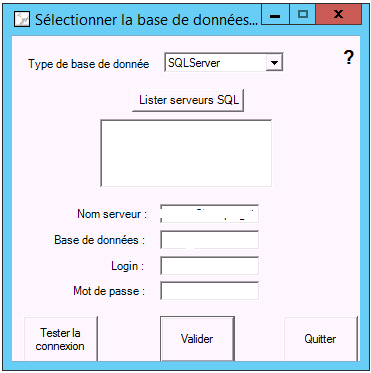 Sélectionner la base de données...
Type de base de donnée
SQLServer
?
Lister serveurs SQL
Nom serveur :
Base de données :
Login :
Mot de passe :
Tester la
connexion
Valider
Quitter